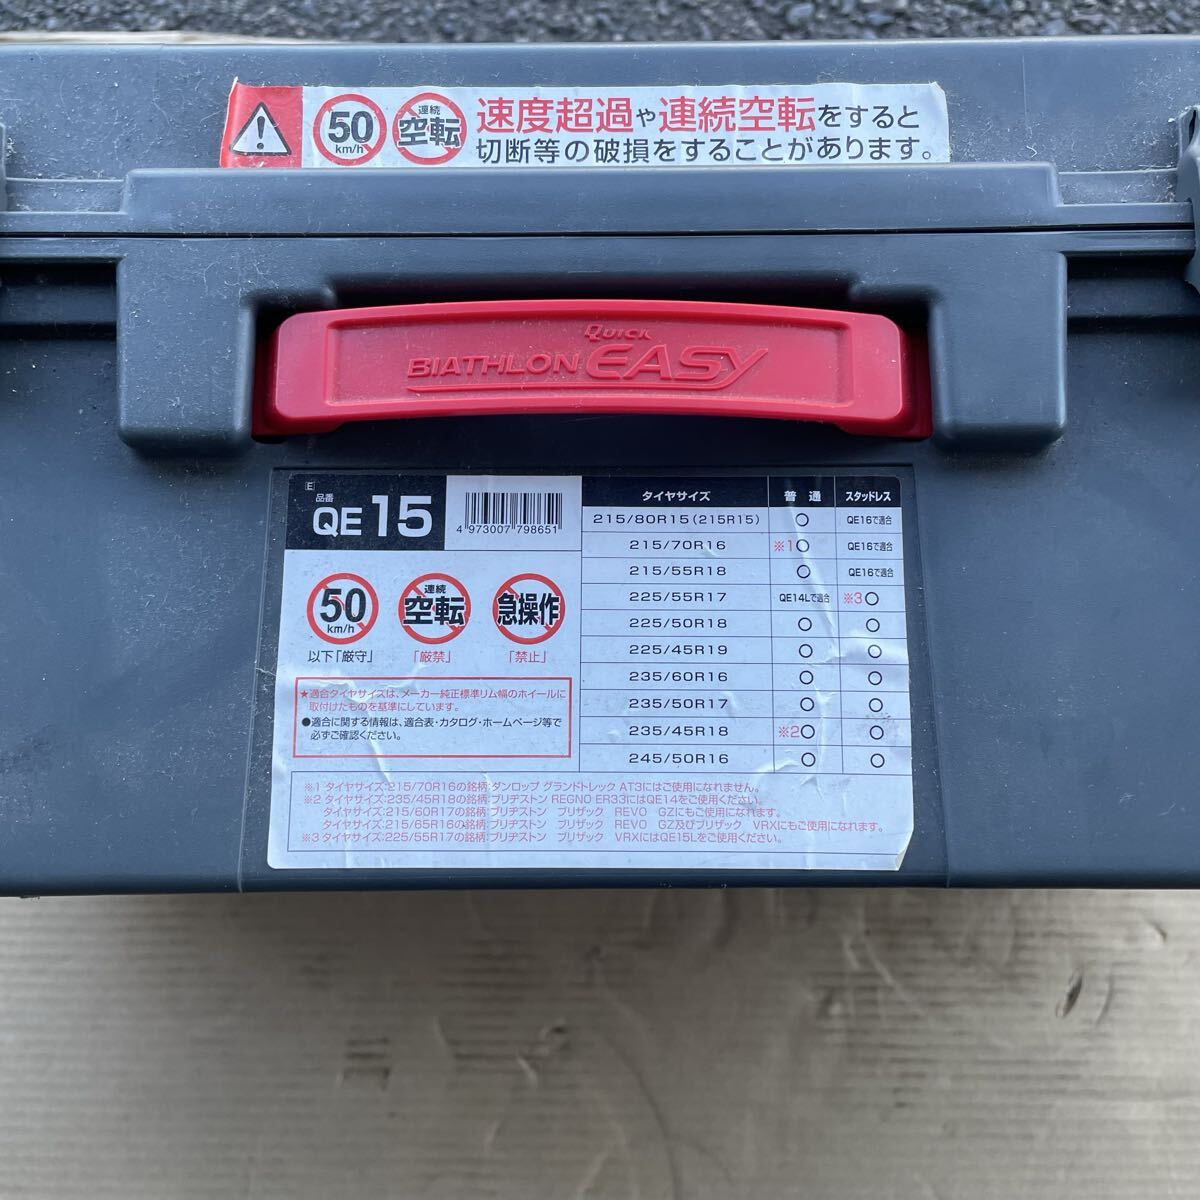 50 km/h 連続 空転 速度超過や連続空転をすると
切断等の破損をすることがあります。
QUICK
BIATHLON EASY
E
品番
QE 15
4 973007 798651
50 km/h
連続 空転
急操作
以下「厳守」 「厳禁」 「禁止」
★適合タイヤサイズは、メーカー純正標準リム幅のホイールに
取付けたものを基準にしています。
●適合に関する情報は、適合表・カタログ・ホームページ等で
必ずご確認ください。
タイヤサイズ 普通 スタッドレス
215/80R15(215R15) ○ QE16で適合
215/70R16 ※1○ QE16で適合
215/55R18 ○ QE16で適合
225/55R17 QE14Lで適合 ※3○
225/50R18 ○ ○
225/45R19 ○ ○
235/60R16 ○ ○
235/50R17 ○ ○
235/45R18 ※2○ ○
245/50R16 ○ ○
※1 タイヤサイズ:215/70R16の銘柄:ダンロップ グランドトレック AT3にはご使用になれません。
※2 タイヤサイズ:235/45R18の銘柄:ブリヂストン REGNO ER33にはQE14をご使用ください。
タイヤサイズ:215/60R17の銘柄:ブリヂストン ブリザック REVO GZにもご使用になれます。
タイヤサイズ:215/65R16の銘柄:ブリヂストン ブリザック REVO GZ及びブリザック VRXにもご使用になれます。
※3 タイヤサイズ:225/55R17の銘柄:ブリヂストン ブリザック VRXにはQE15Lをご使用ください。